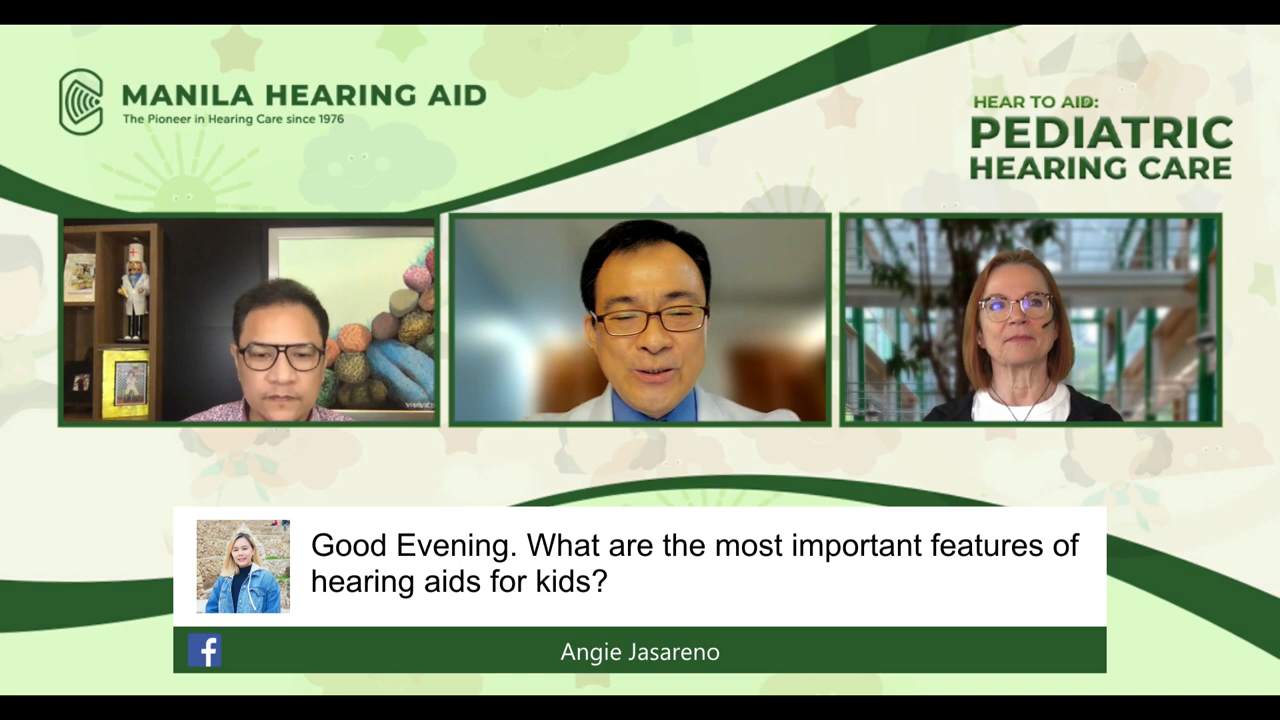 MANILA HEARING AID
The Pioneer in Hearing Care since 1976
HEAR TO AID:
PEDIATRIC
HEARING CARE
Good Evening. What are the most important features of
hearing aids for kids?
Angie Jasareno